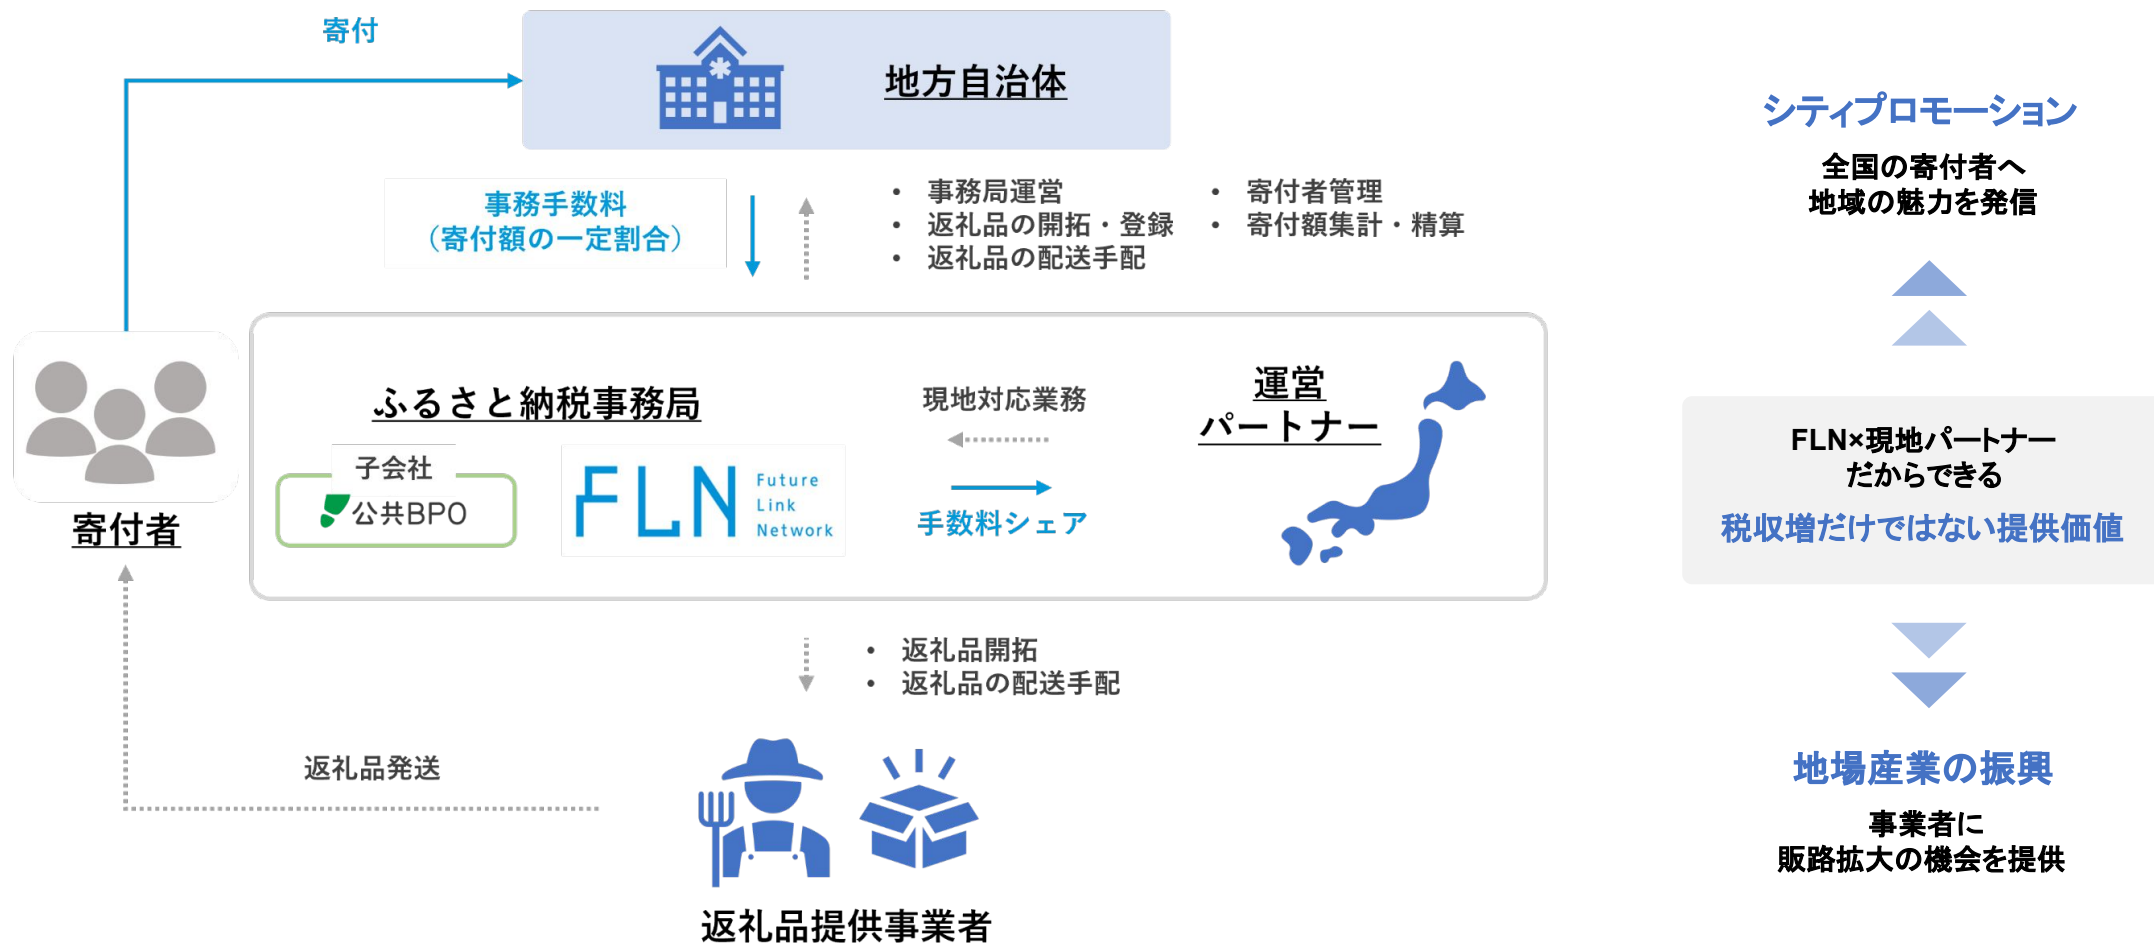 寄付
地方自治体
事務手数料
（寄付額の一定割合）
• 事務局運営
• 返礼品の開拓・登録
• 返礼品の配送手配
• 寄付者管理
• 寄付額集計・精算
寄付者
ふるさと納税事務局
子会社
公共BPO
FLN
Future
Link
Network
現地対応業務
手数料シェア
運営
パートナー
• 返礼品開拓
• 返礼品の配送手配
返礼品発送
返礼品提供事業者
シティプロモーション
全国の寄付者へ
地域の魅力を発信
FLN×現地パートナー
だからできる
税収増だけではない提供価値
地場産業の振興
事業者に
販路拡大の機会を提供